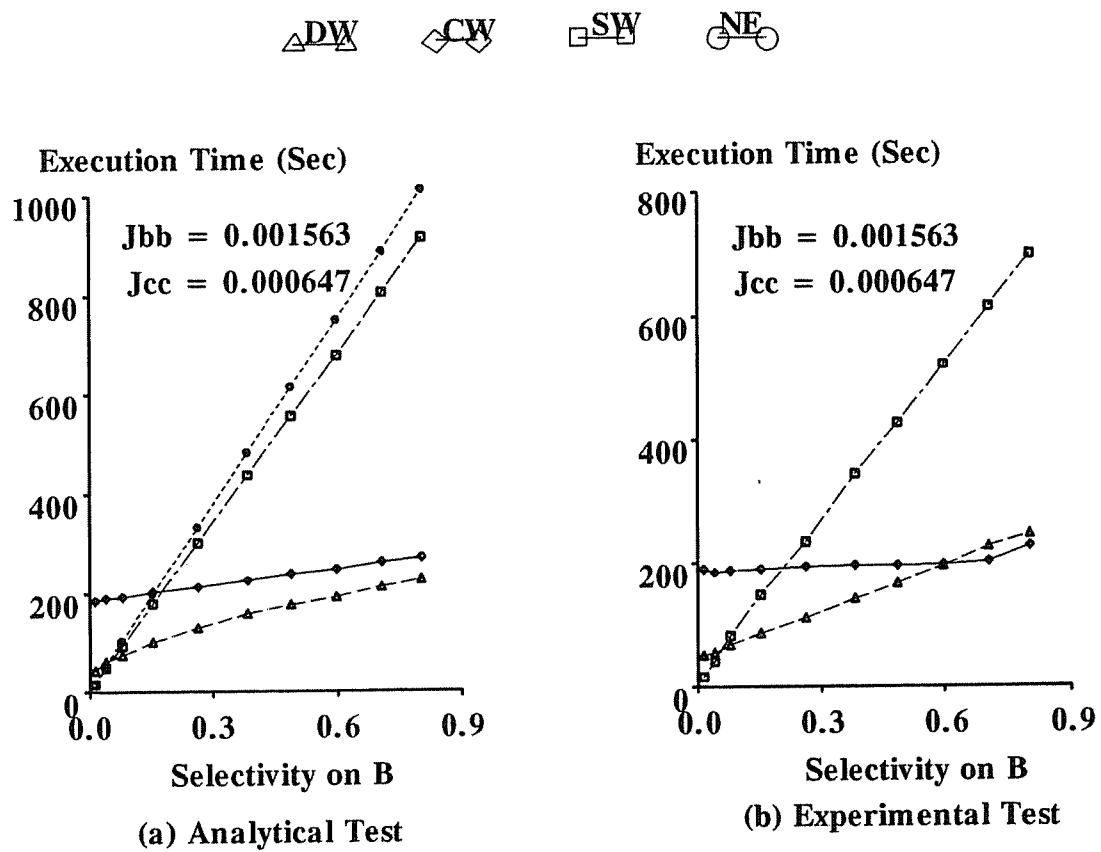 DW CW SW NE
Execution Time (Sec)
1000
Jbb = 0.001563
Jcc = 0.000647
800
600
400
200
0
0.0 0.3 0.6 0.9
Selectivity on B
(a) Analytical Test
Execution Time (Sec)
800
Jbb = 0.001563
Jcc = 0.000647
600
400
200
0
0.0 0.3 0.6 0.9
Selectivity on B
(b) Experimental Test